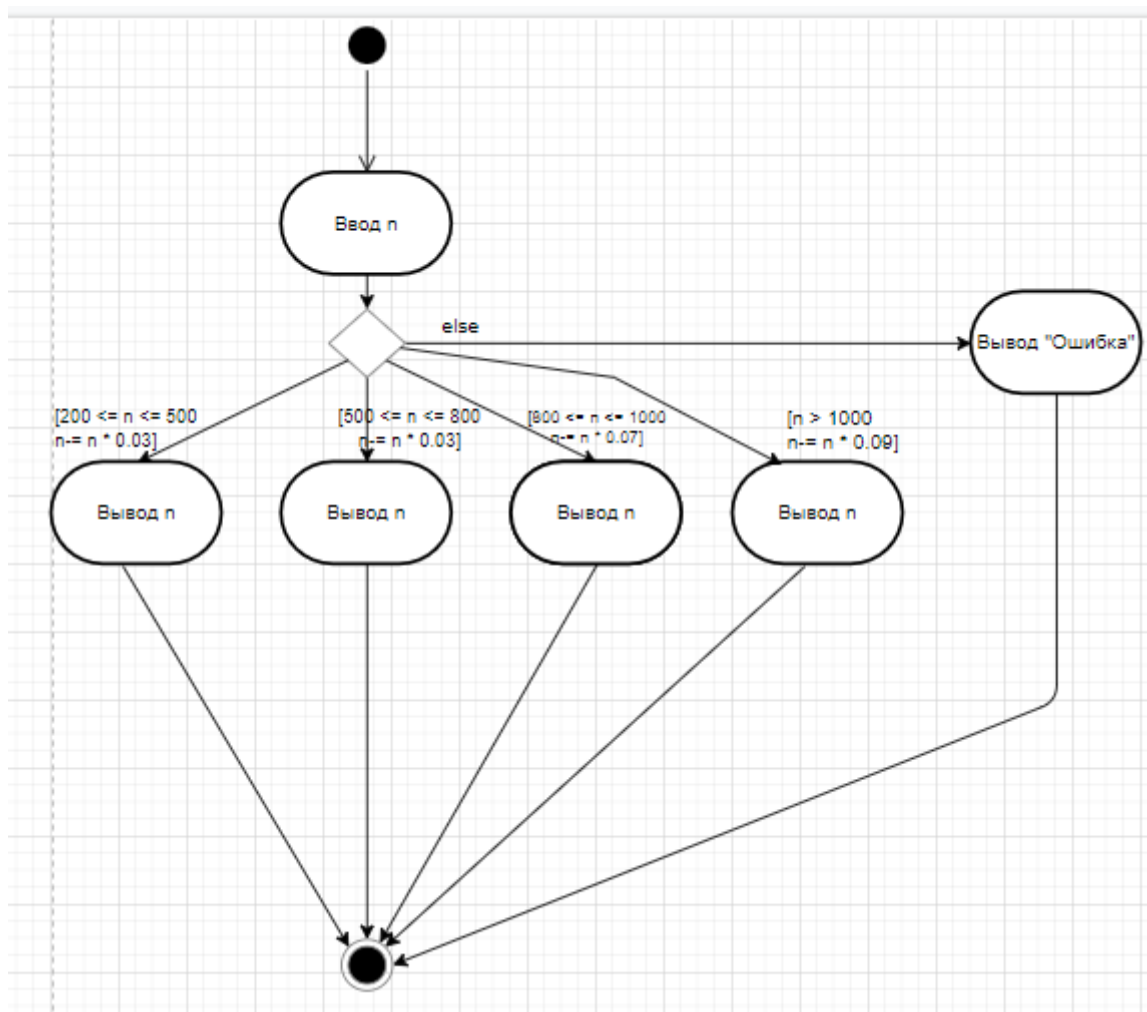 Ввод n
else
Вывод "Ошибка"
[200 <= n <= 500
n-= n * 0.03]
[500 <= n <= 800
n-= n * 0.03]
[800 <= n <= 1000
n-= n * 0.07]
[n > 1000
n-= n * 0.09]
Вывод n
Вывод n
Вывод n
Вывод n